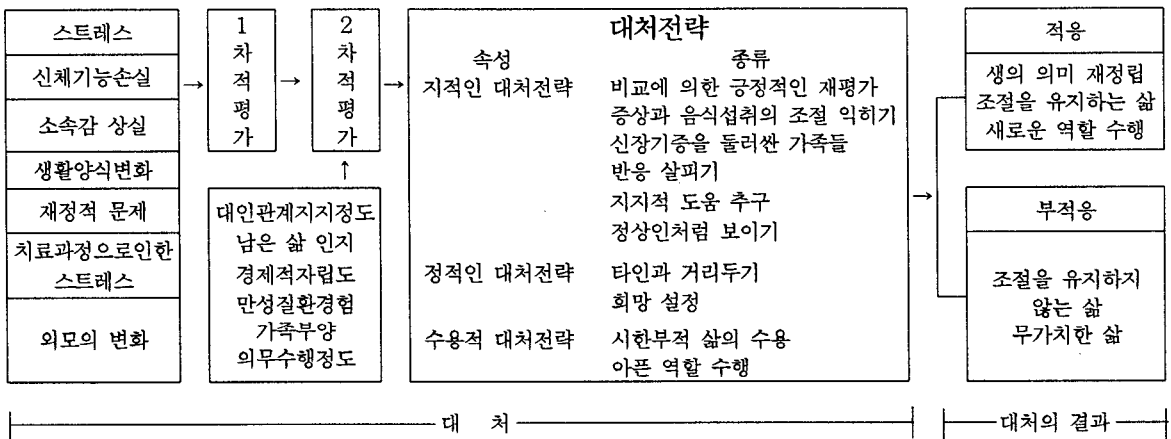 스트레스
신체기능손실
소속감 상실
생활양식변화
재정적 문제
치료과정으로인한
스트레스
외모의 변화
→
1
차
적
평
가
→
2
차
적
평
가
→
↑
대인관계지지정도
남은 삶 인지
경제적자립도
만성질환경험
가족부양
의무수행정도
대처전략
속성 종류
지적인 대처전략 비교에 의한 긍정적인 재평가
증상과 음식섭취의 조절 익히기
신장기증을 둘러싼 가족들
반응 살피기
지지적 도움 추구
정상인처럼 보이기
정적인 대처전략 타인과 거리두기
희망 설정
수용적 대처전략 시한부적 삶의 수용
아픈 역할 수행
→
적응
생의 의미 재정립
조절을 유지하는 삶
새로운 역할 수행
부적응
조절을 유지하지
않는 삶
무가치한 삶
대 처
대처의 결과